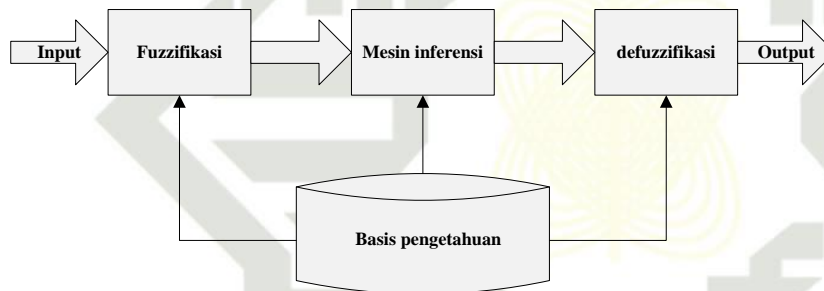 Input
Fuzzifikasi
Mesin inferensi
defuzzifikasi
Output
Basis pengetahuan